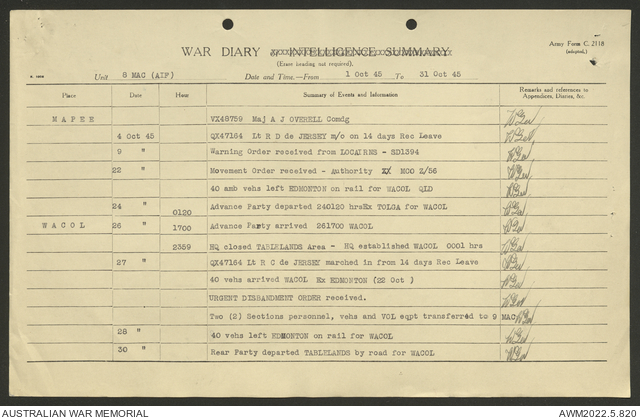 WAR DIARY or INTELLIGENCE SUMMARY
Army Form C. 2118
(adapted.)
(Erase heading not required).
Unit 8 MAC (AIF) Date and Time.—From 1 Oct 45 To 31 Oct 45
Place Date Hour Summary of Events and Information Remarks and references to Appendices, Diaries, &c.
MAPEE VX48759 Maj A J OVERELL Comdg
4 Oct 45 QX47164 Lt R D de JERSEY m/o on 14 days Rec Leave
9 " Warning Order received from LOCAIRNS - SD1394
22 " Movement Order received - Authority MCO Z/56
40 amb vehs left EDMONTON on rail for WACOL QLD
24 " 0120 Advance Party departed 240120 hrsEx TOLGA for WACOL
WACOL 26 " 1700 Advance Party arrived 261700 WACOL
2359 HQ closed TABLELANDS Area - HQ established WACOL 0001 hrs
27 " QX47164 Lt R C de JERSEY marched in from 14 days Rec Leave
40 vehs arrived WACOL Ex EDMONTON (22 Oct )
URGENT DISBANDMENT ORDER received.
Two (2) Sections personnel, vehs and VOL eqpt transferred to 9 MAC
28 " 40 vehs left EDMONTON on rail for WACOL
30 " Rear Party departed TABLELANDS by road for WACOL
AUSTRALIAN WAR MEMORIAL AWM2022.5.820